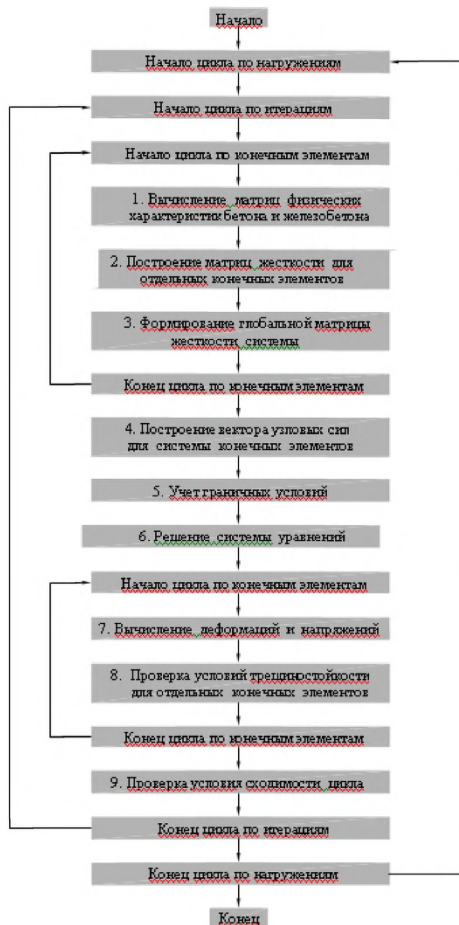 Начало
Начало цикла по нагружениям
Начало цикла по итерациям
Начало цикла по конечным элементам
1. Вычисление матриц физических
характеристик бетона и железобетона
2. Построение матриц жесткости для
отдельных конечных элементов
3. Формирование глобальной матрицы
жесткости системы
Конец цикла по конечным элементам
4. Построение вектора узловых сил
для системы конечных элементов
5. Учет граничных условий
6. Решение системы уравнений
Начало цикла по конечным элементам
7. Вычисление деформаций и напряжений
8. Проверка условий трещиностойкости
для отдельных конечных элементов
Конец цикла по конечным элементам
9. Проверка условия сходимости цикла
Конец цикла по итерациям
Конец цикла по нагружениям
Конец